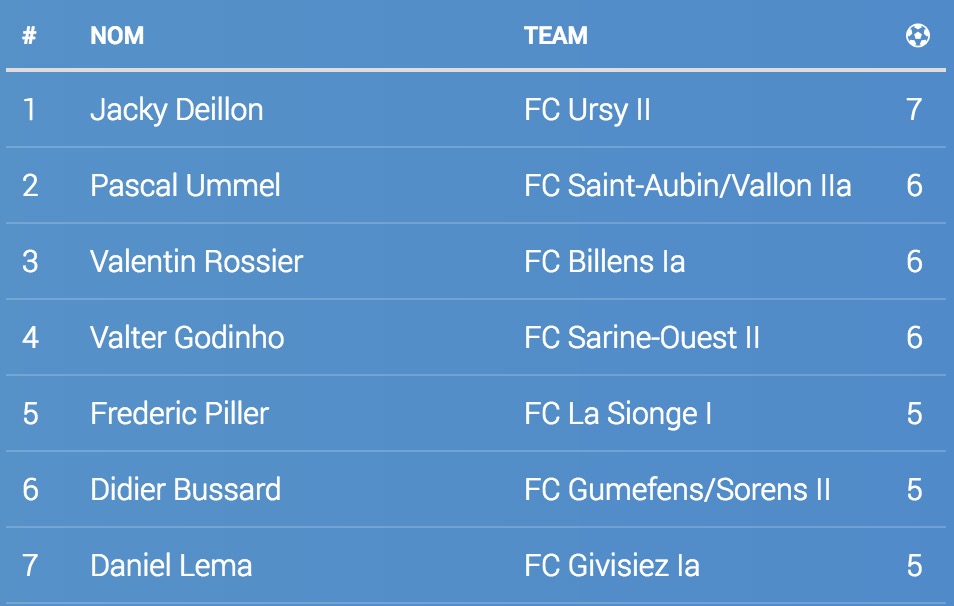 # NOM TEAM
1 Jacky Deillon FC Ursy II 7
2 Pascal Ummel FC Saint-Aubin/Vallon IIa 6
3 Valentin Rossier FC Billens Ia 6
4 Valter Godinho FC Sarine-Ouest II 6
5 Frederic Piller FC La Sionge I 5
6 Didier Bussard FC Gumefens/Sorens II 5
7 Daniel Lema FC Givisiez Ia 5